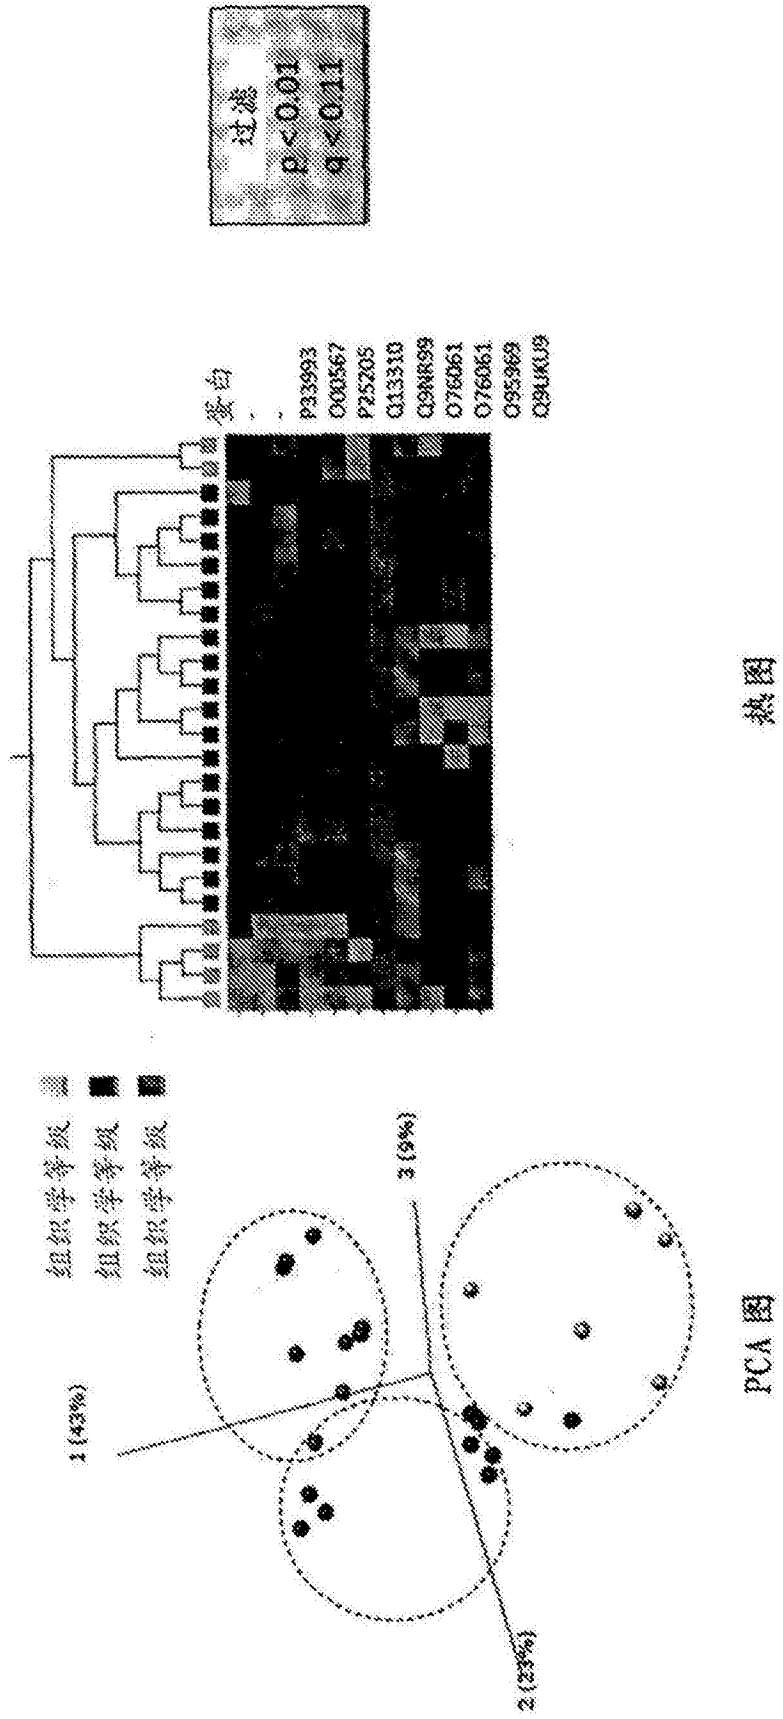 1 (43%)
2 (23%)
3 (9%)
组织学等级
组织学等级
组织学等级
PCA 图
蛋白
-
-
P33993
O00567
P25205
Q13310
Q9NR99
O76061
O76061
O95969
Q9UKU9
热图
过滤
p<0.01
q<0.11